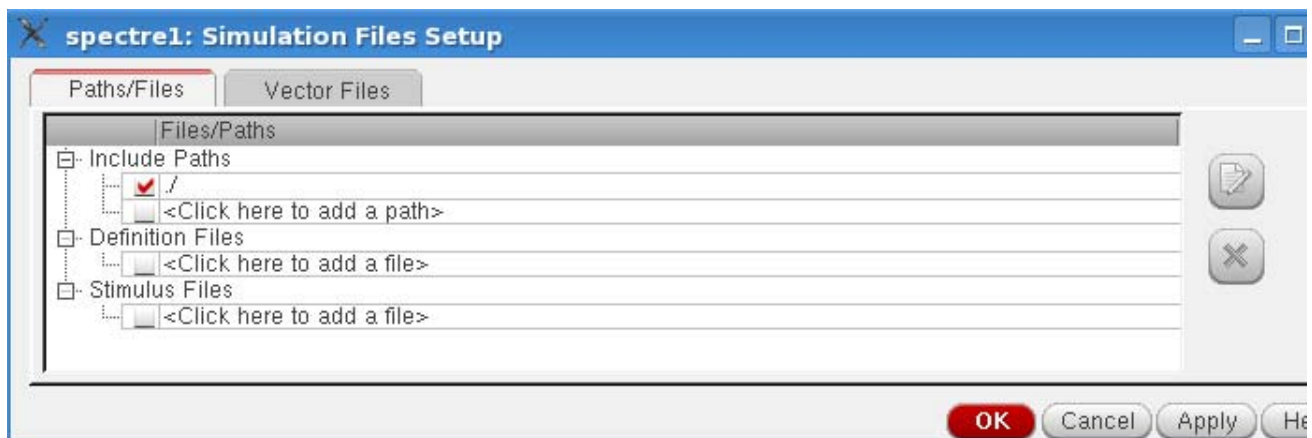 spectre1: Simulation Files Setup
Paths/Files Vector Files
Files/Paths
Include Paths
./
<Click here to add a path>
Definition Files
<Click here to add a file>
Stimulus Files
<Click here to add a file>
OK Cancel Apply He